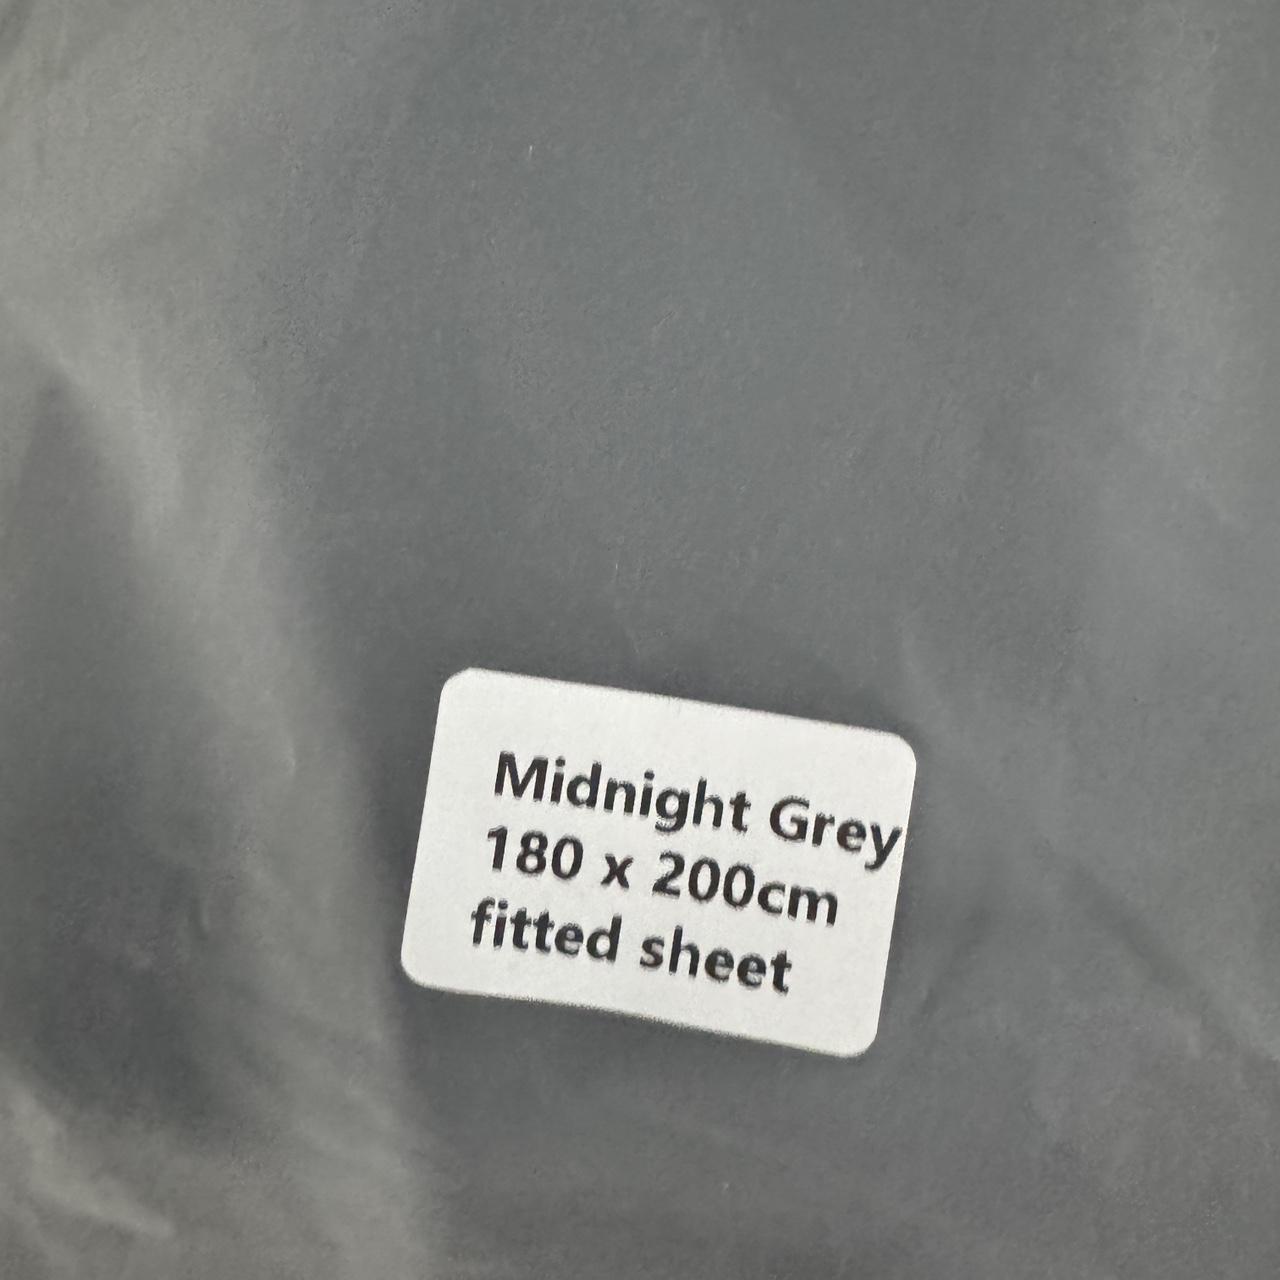 Midnight Grey
180 x 200cm
fitted sheet